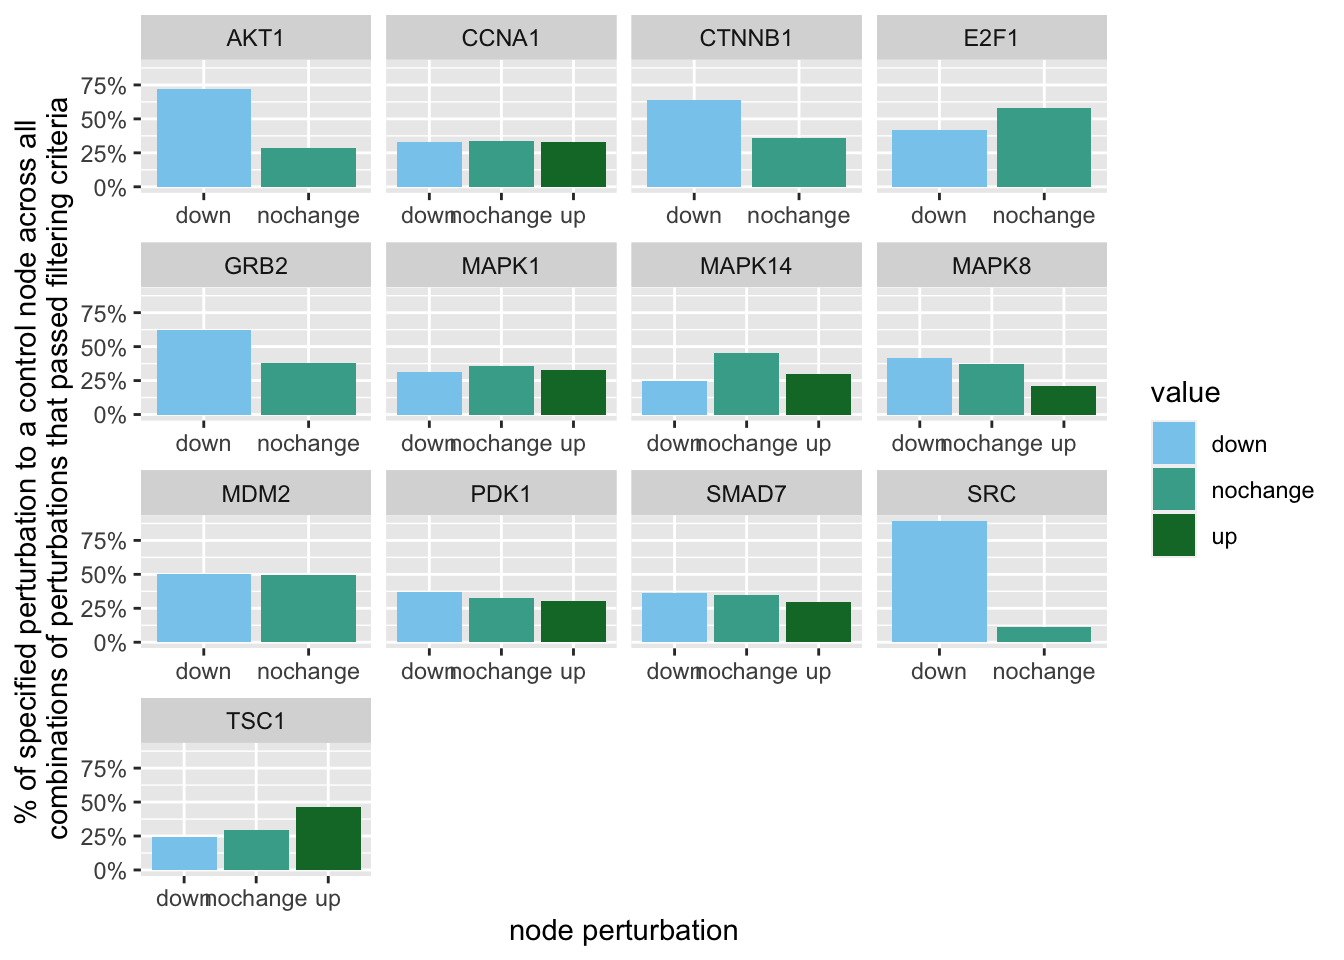 % of specified perturbation to a control node across all
combinations of perturbations that passed filtering criteria
AKT1
CCNA1
CTNNB1
E2F1
75%
50%
25%
0%
down nochange
down nochange up
down nochange
down nochange
GRB2
MAPK1
MAPK14
MAPK8
75%
50%
25%
0%
down nochange
down nochange up
down nochange up
down nochange up
MDM2
PDK1
SMAD7
SRC
75%
50%
25%
0%
down nochange
down nochange up
down nochange up
down nochange
TSC1
75%
50%
25%
0%
down nochange up
node perturbation
value
down
nochange
up